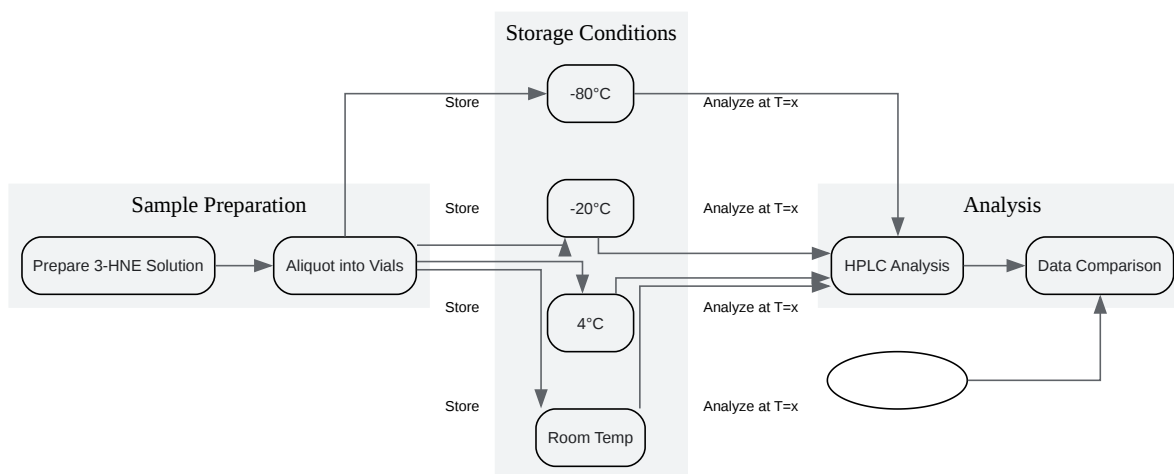 Storage Conditions
-80°C
Store
Analyze at T=x
Sample Preparation
Analysis
Store
-20°C
Analyze at T=x
Prepare 3-HNE Solution
Aliquot into Vials
HPLC Analysis
Data Comparison
Store
4°C
Analyze at T=x
Store
Room Temp
Analyze at T=x